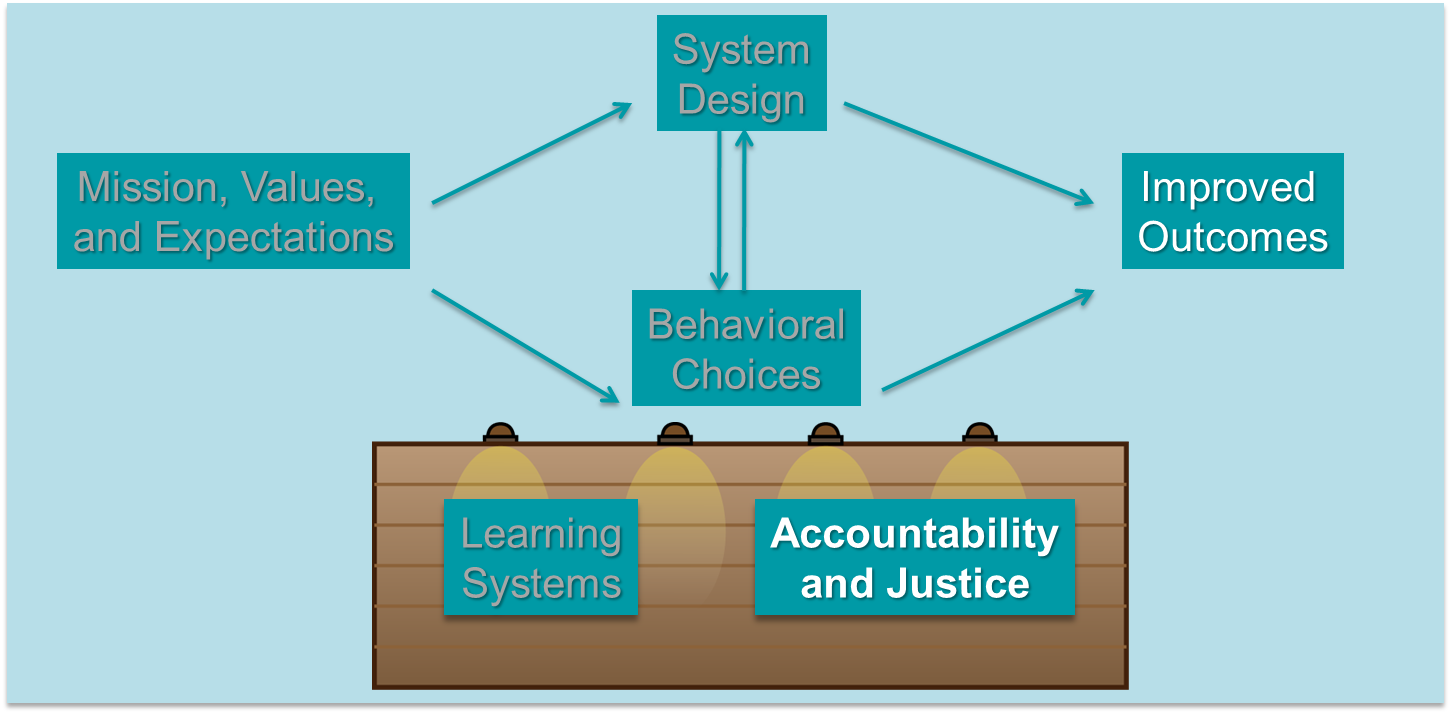 System
Design
Mission, Values,
and Expectations
Improved
Outcomes
Behavioral
Choices
Learning
Systems
Accountability
and Justice